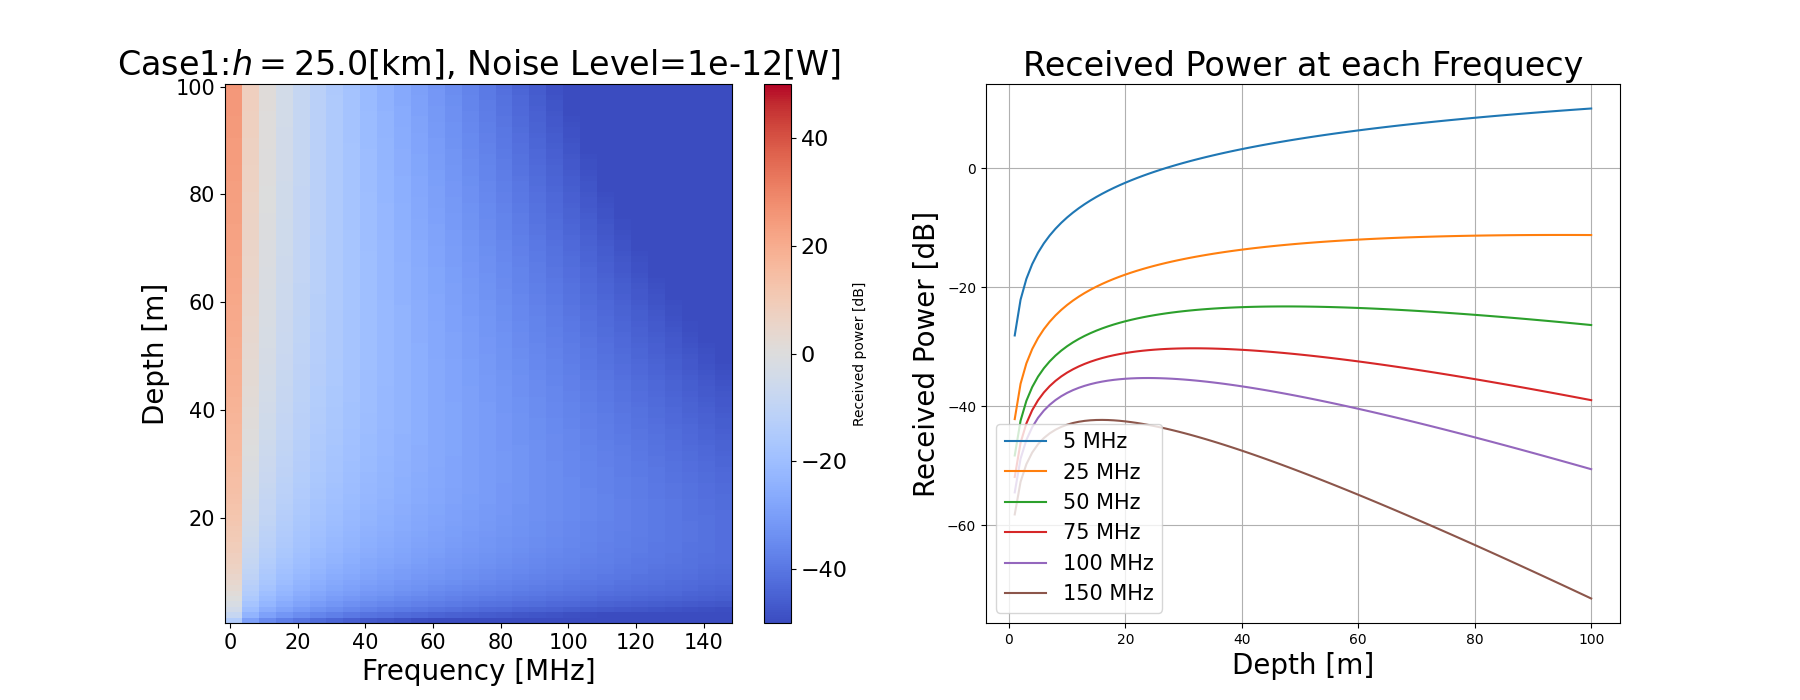 Case1:h = 25.0[km], Noise Level=1e-12[W]
100
80
60
40
20
Depth [m]
0 20 40 60 80 100 120 140
Frequency [MHz]
40
20
0
−20
−40
Received power [dB]
Received Power at each Frequecy
0
−20
−40
−60
Received Power [dB]
5 MHz
25 MHz
50 MHz
75 MHz
100 MHz
150 MHz
0 20 40 60 80 100
Depth [m]